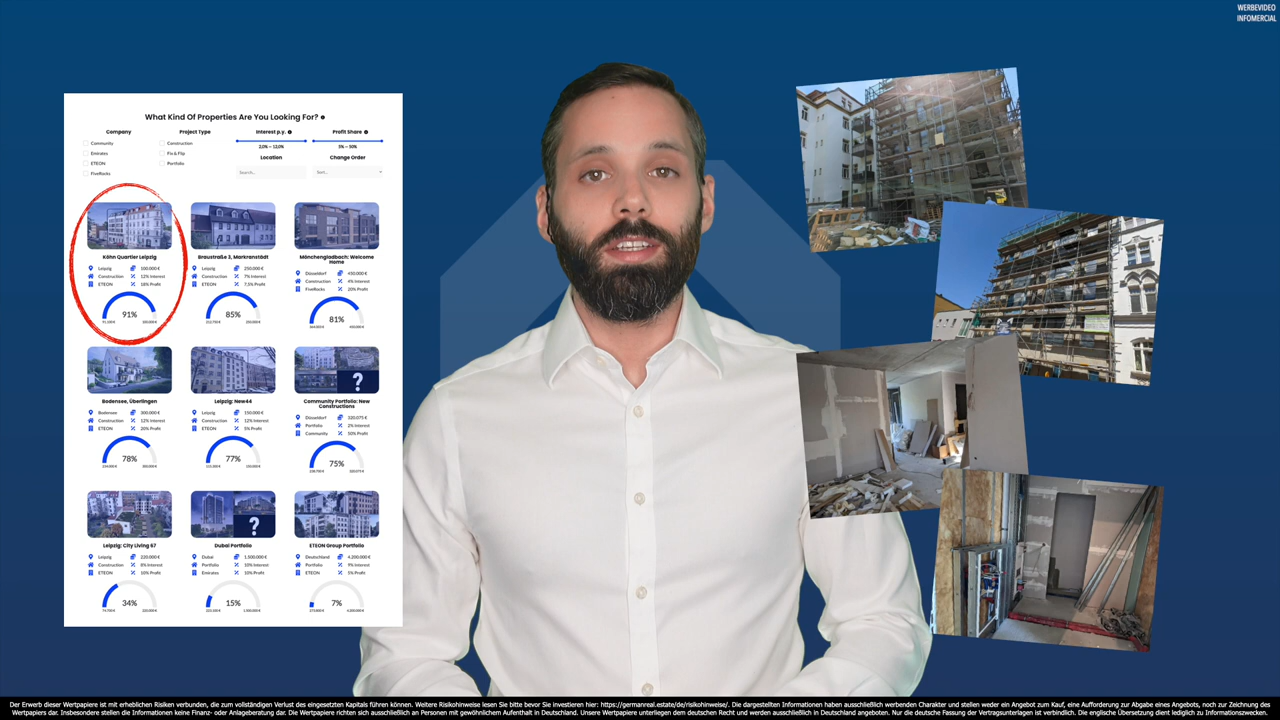 WERBEVIDEO
INFOMERCIAL
What Kind Of Properties Are You Looking For?
Company
Project Type
Interest p.y.
Profit Share
Community
Emirates
ETEON
FiveRocks
Construction
Fix & Flip
Portfolio
2,0% – 12,0%
5% – 50%
Location
Change Order
Search...
Sort...
Köhn Quartier Leipzig
Leipzig 100.000 €
Construction 12% Interest
ETEON 18% Profit
91%
Braustraße 3, Markranstädt
Leipzig 250.000 €
Construction 7% Interest
ETEON 7,5% Profit
85%
Mönchengladbach: Welcome
Home
Düsseldorf 450.000 €
Construction 4% Interest
FiveRocks 20% Profit
81%
Bodensee, Überlingen
Bodensee 300.000 €
Construction 12% Interest
ETEON 20% Profit
78%
Leipzig: New44
Leipzig 150.000 €
Construction 12% Interest
ETEON 5% Profit
77%
?
Community Portfolio: New
Constructions
Düsseldorf 320.075 €
Portfolio 2% Interest
Community 50% Profit
75%
Leipzig: City Living 67
Leipzig 220.000 €
Construction 8% Interest
ETEON 10% Profit
34%
?
Dubai Portfolio
Dubai 1.500.000 €
Portfolio 10% Interest
Emirates 10% Profit
15%
ETEON Group Portfolio
Deutschland 4.200.000 €
Portfolio 9% Interest
ETEON 5% Profit
7%
Der Erwerb dieser Wertpapiere ist mit erheblichen Risiken verbunden, die zum vollständigen Verlust des eingesetzten Kapitals führen können. Weitere Risikohinweise lesen Sie bitte bevor Sie investieren hier: https://germanreal.estate/de/risikohinweise/. Die dargestellten Informationen haben ausschließlich werbenden Charakter und stellen weder ein Angebot zum Kauf, eine Aufforderung zur Abgabe eines Angebots, noch zur Zeichnung des
Wertpapiers dar. Insbesondere stellen die Informationen keine Finanz- oder Anlageberatung dar. Die Wertpapiere richten sich ausschliesslich an Personen mit gewöhnlichem Aufenthalt in Deutschland. Unsere Wertpapiere unterliegen dem deutschen Recht und werden ausschließlich in Deutschland angeboten. Nur die deutsche Fassung der Vertragsunterlagen ist verbindlich. Die englische Übersetzung dient lediglich zu Informationszwecken.